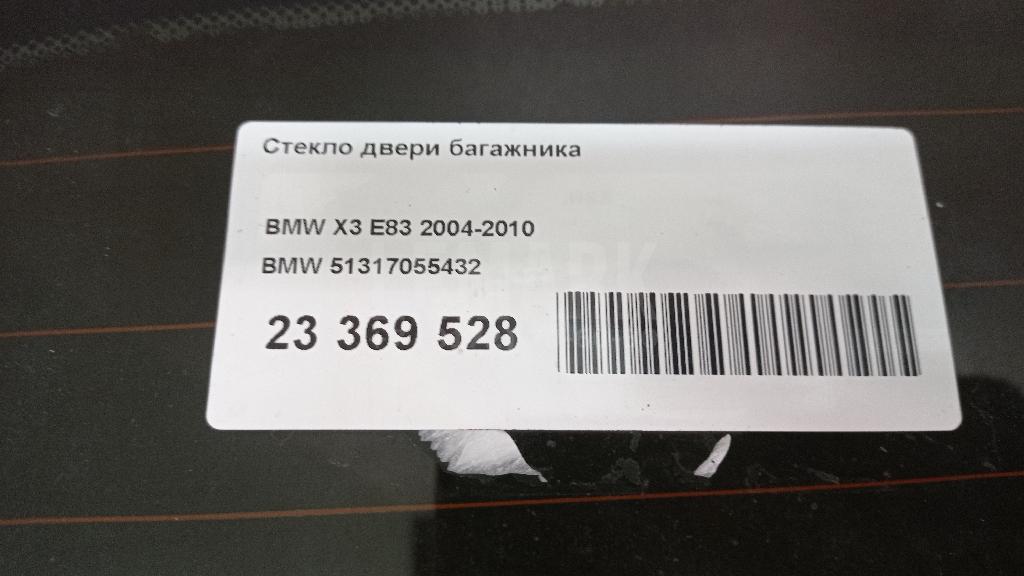 Стекло двери багажника
BMW X3 E83 2004-2010
BMW 51317055432
23 369 528